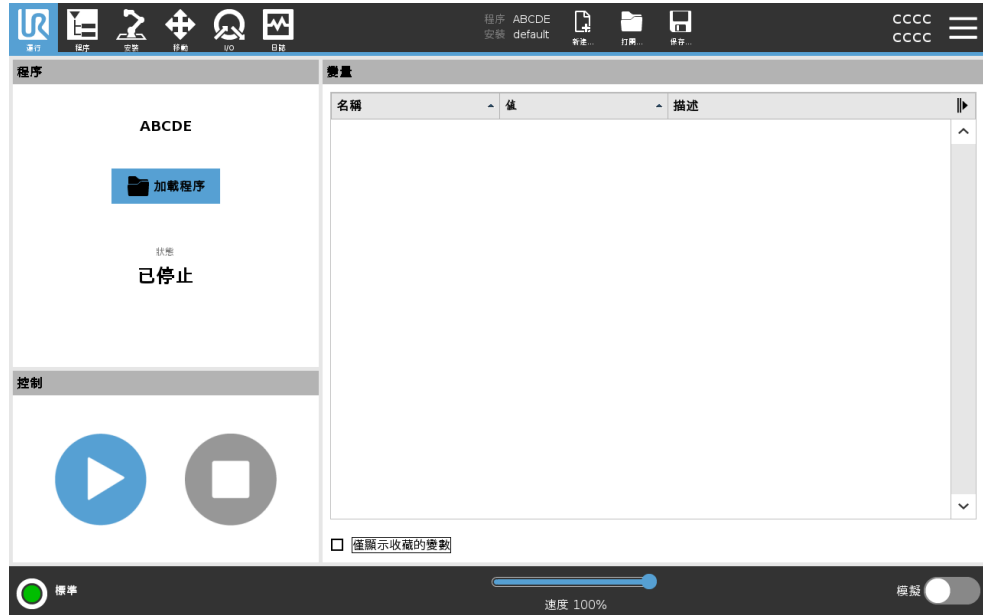 UR
運行
程序
安裝
移動
I/O
日誌
程序 ABCDE
安裝 default
新建...
打開...
保存...
CCCC
CCCC
程序
ABCDE
加載程序
狀態
已停止
控制
變量
名稱
值
描述
僅顯示收藏的變數
標準
速度 100%
模擬